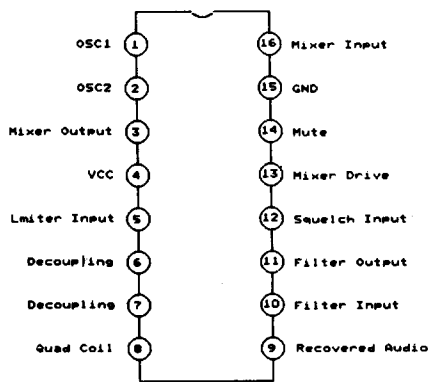 OSC1 1 16 Mixer Input
OSC2 2 15 GND
Mixer Output 3 14 Mute
VCC 4 13 Mixer Drive
Lmiter Input 5 12 Squelch Input
Decoupling 6 11 Filter Output
Decoupling 7 10 Filter Input
Quad Coil 8 9 Recovered Audio